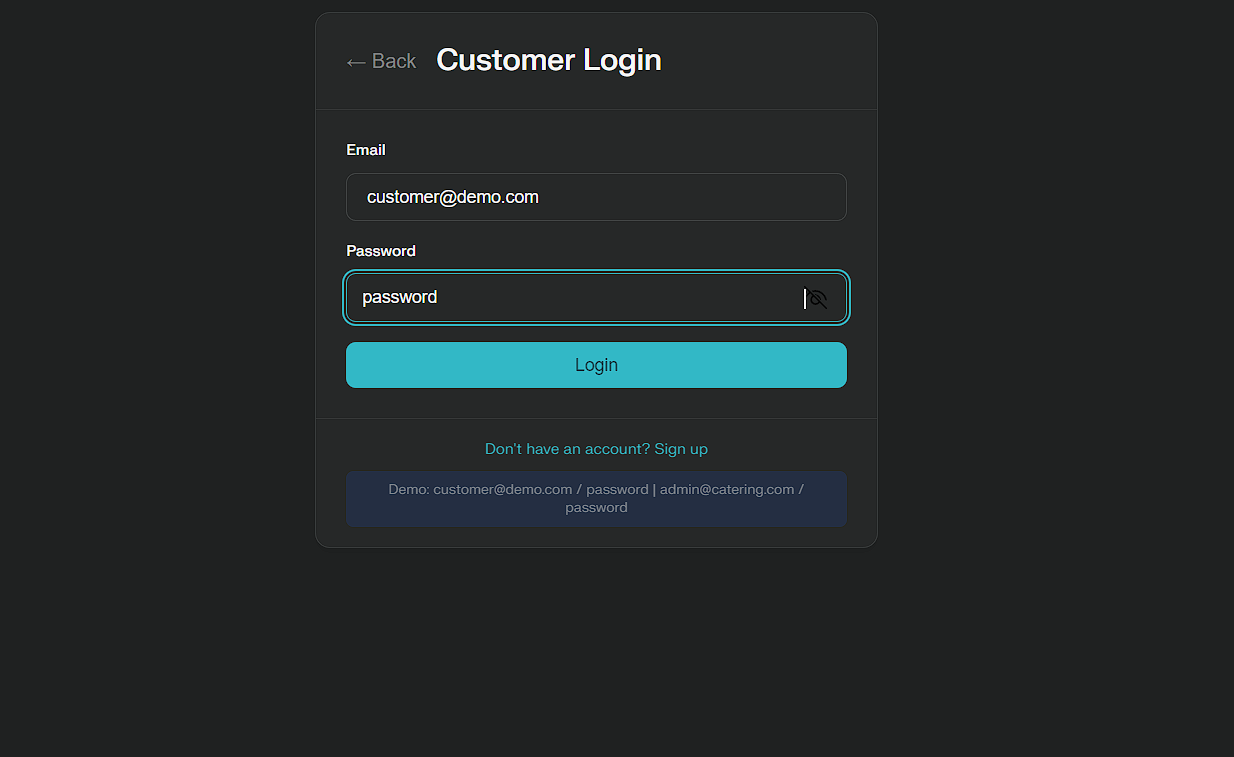 ← Back Customer Login
Email
customer@demo.com
Password
password
Login
Don't have an account? Sign up
Demo: customer@demo.com / password | admin@catering.com /
password